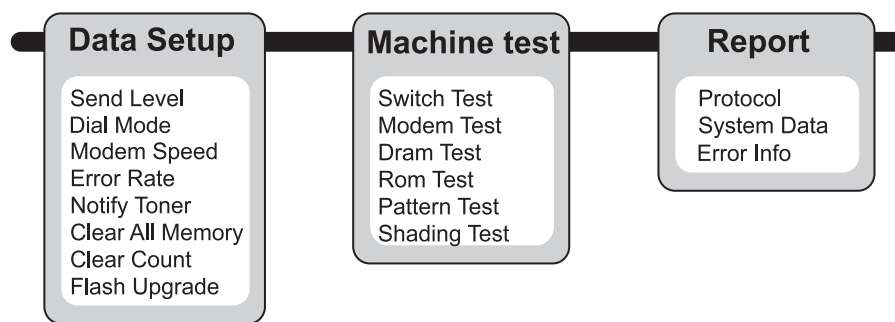 Data Setup
Send Level
Dial Mode
Modem Speed
Error Rate
Notify Toner
Clear All Memory
Clear Count
Flash Upgrade
Machine test
Switch Test
Modem Test
Dram Test
Rom Test
Pattern Test
Shading Test
Report
Protocol
System Data
Error Info